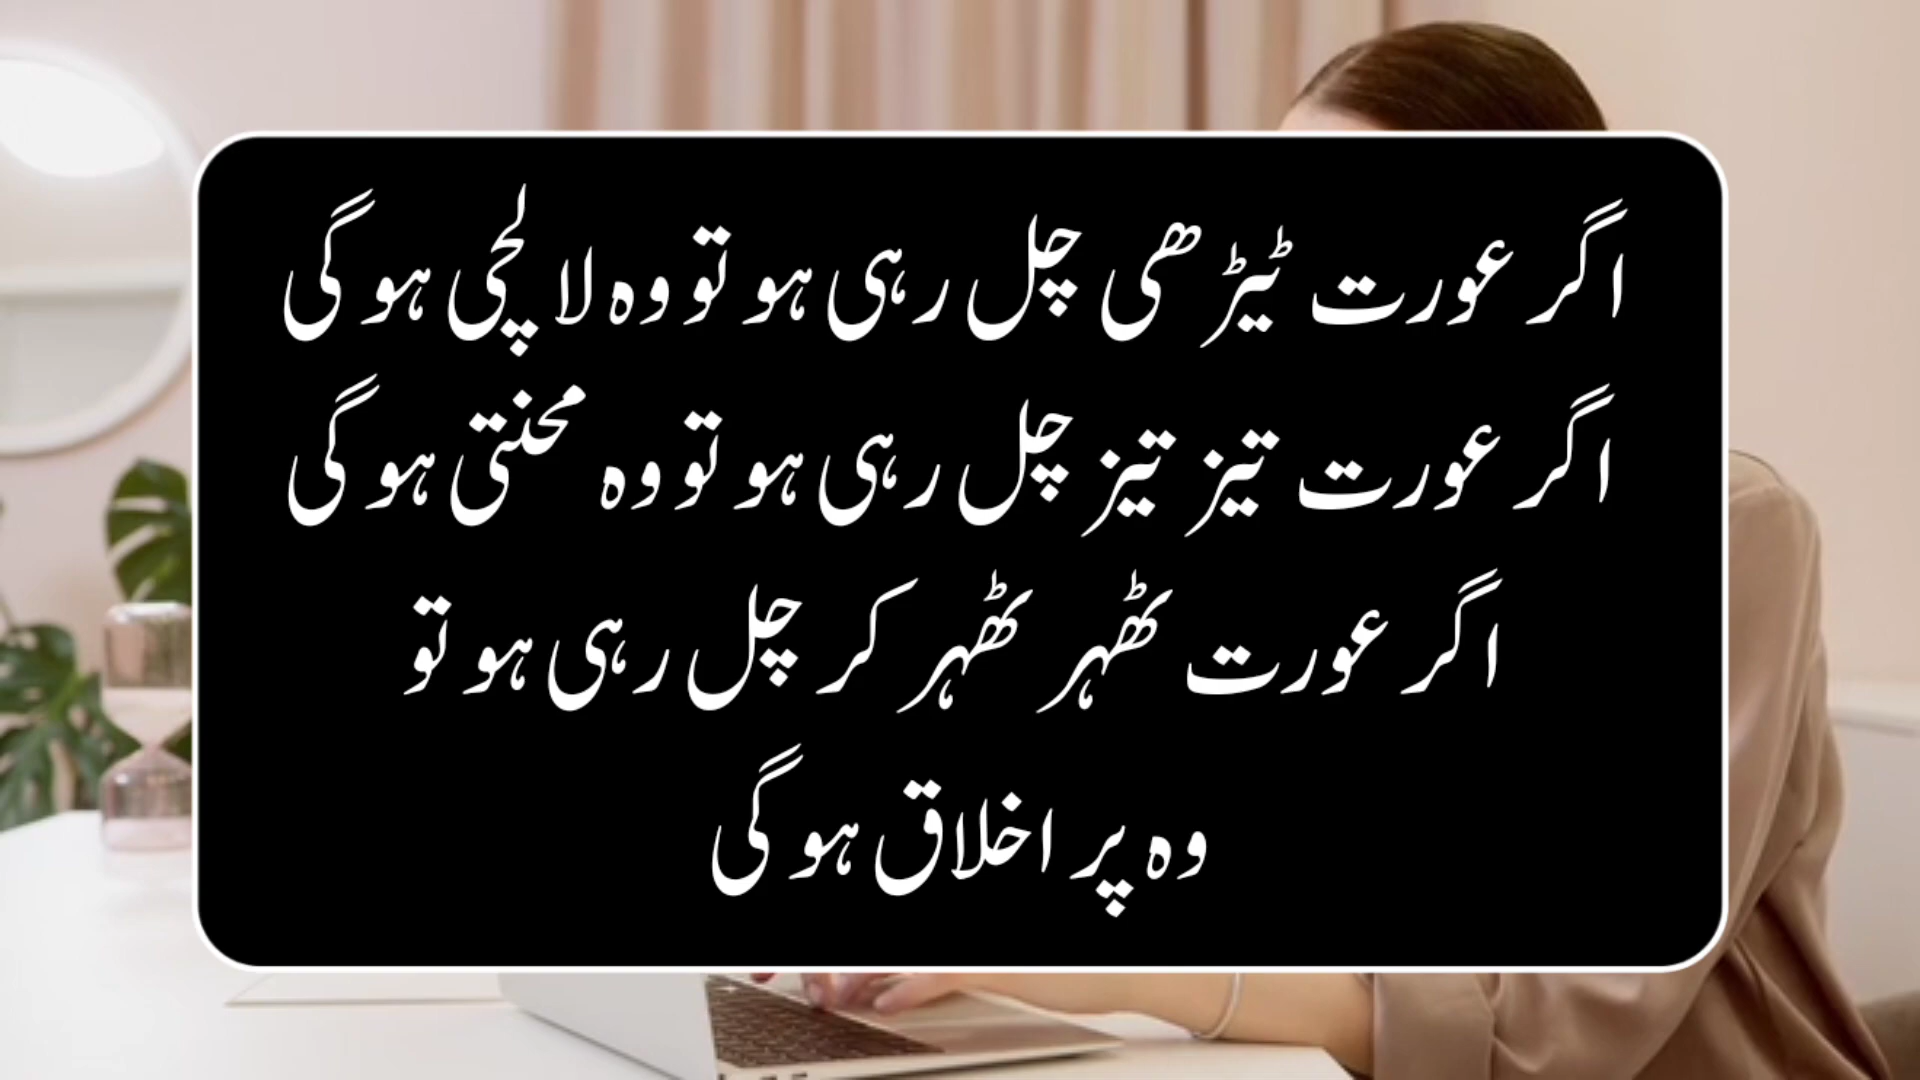 اگر عورت ٹیڑھی چل رہی ہو تو وہ لالچی ہو گی
اگر عورت تیز تیز چل رہی ہو تو وہ محنتی ہو گی
اگر عورت ٹھہر ٹھہر کر چل رہی ہو تو
وہ پر اخلاق ہو گی